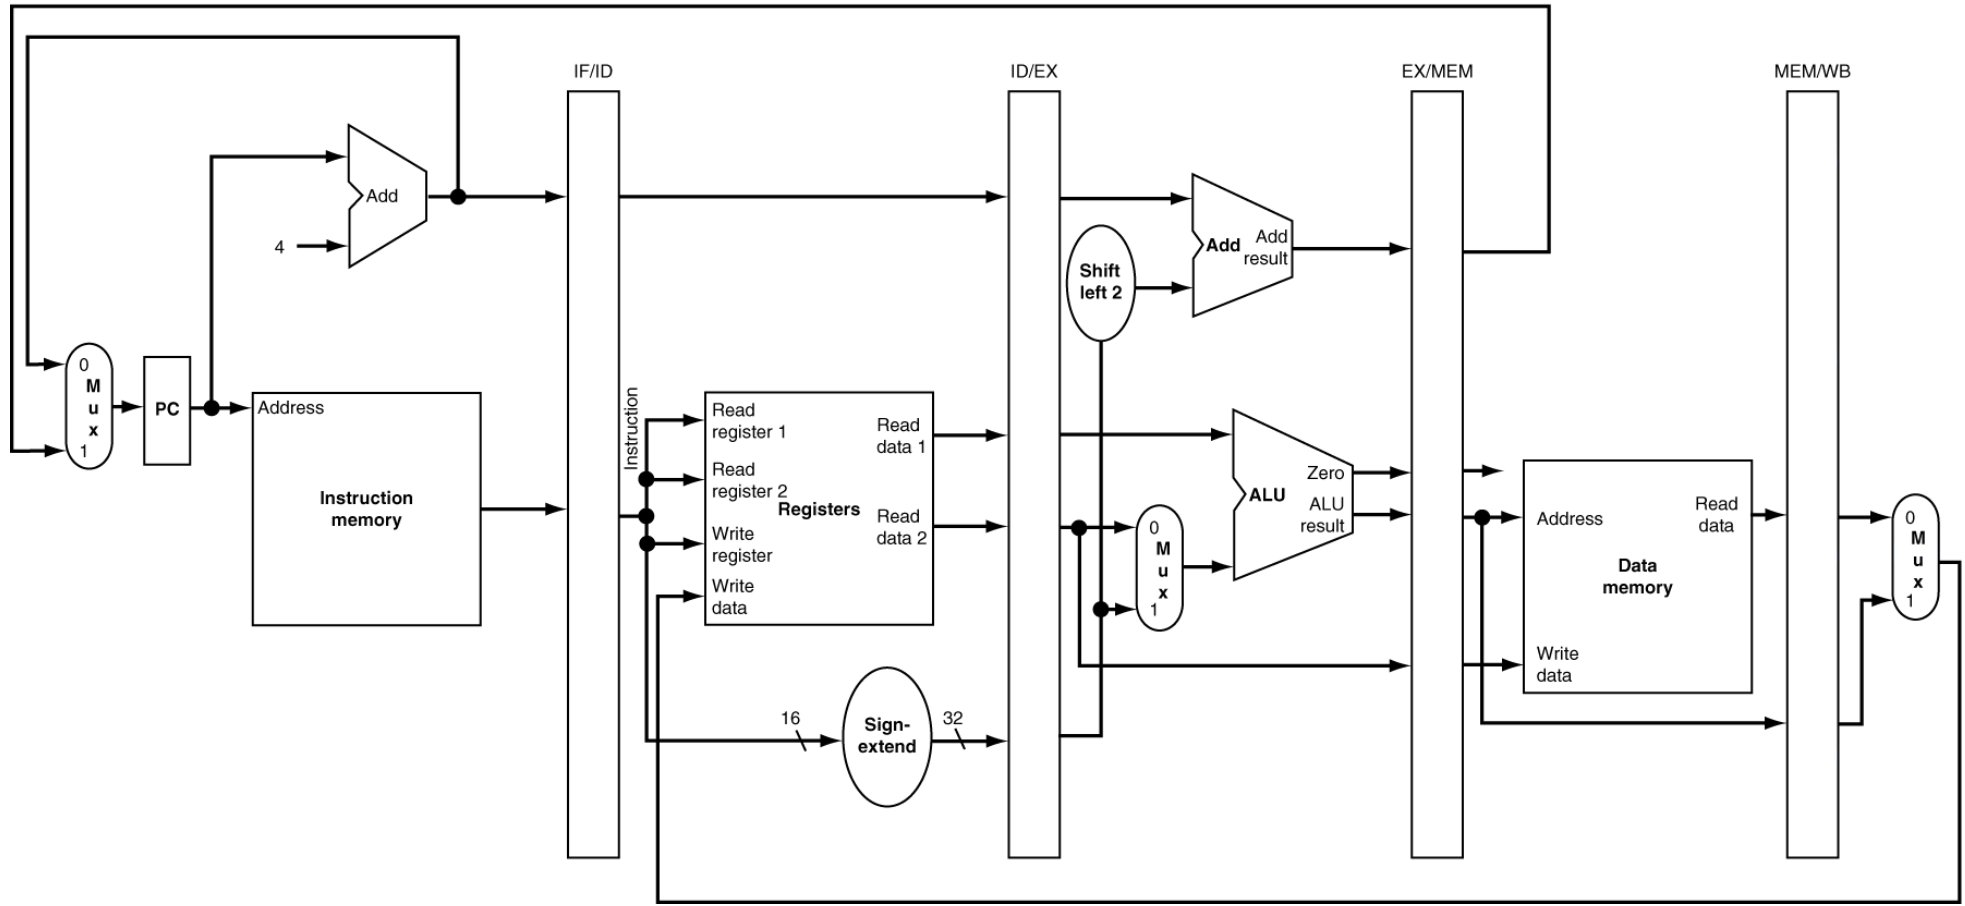 IF/ID
ID/EX
EX/MEM
MEM/WB
Add
4
Add
Add
result
Shift
left 2
0
M
u
x
1
PC
Address
Instruction
memory
Instruction
Read
register 1
Read
register 2
Write
register
Write
data
Registers
Read
data 1
Read
data 2
16
Sign-
extend
32
0
M
u
x
1
Zero
ALU
ALU
result
Address
Read
data
Data
memory
Write
data
0
M
u
x
1